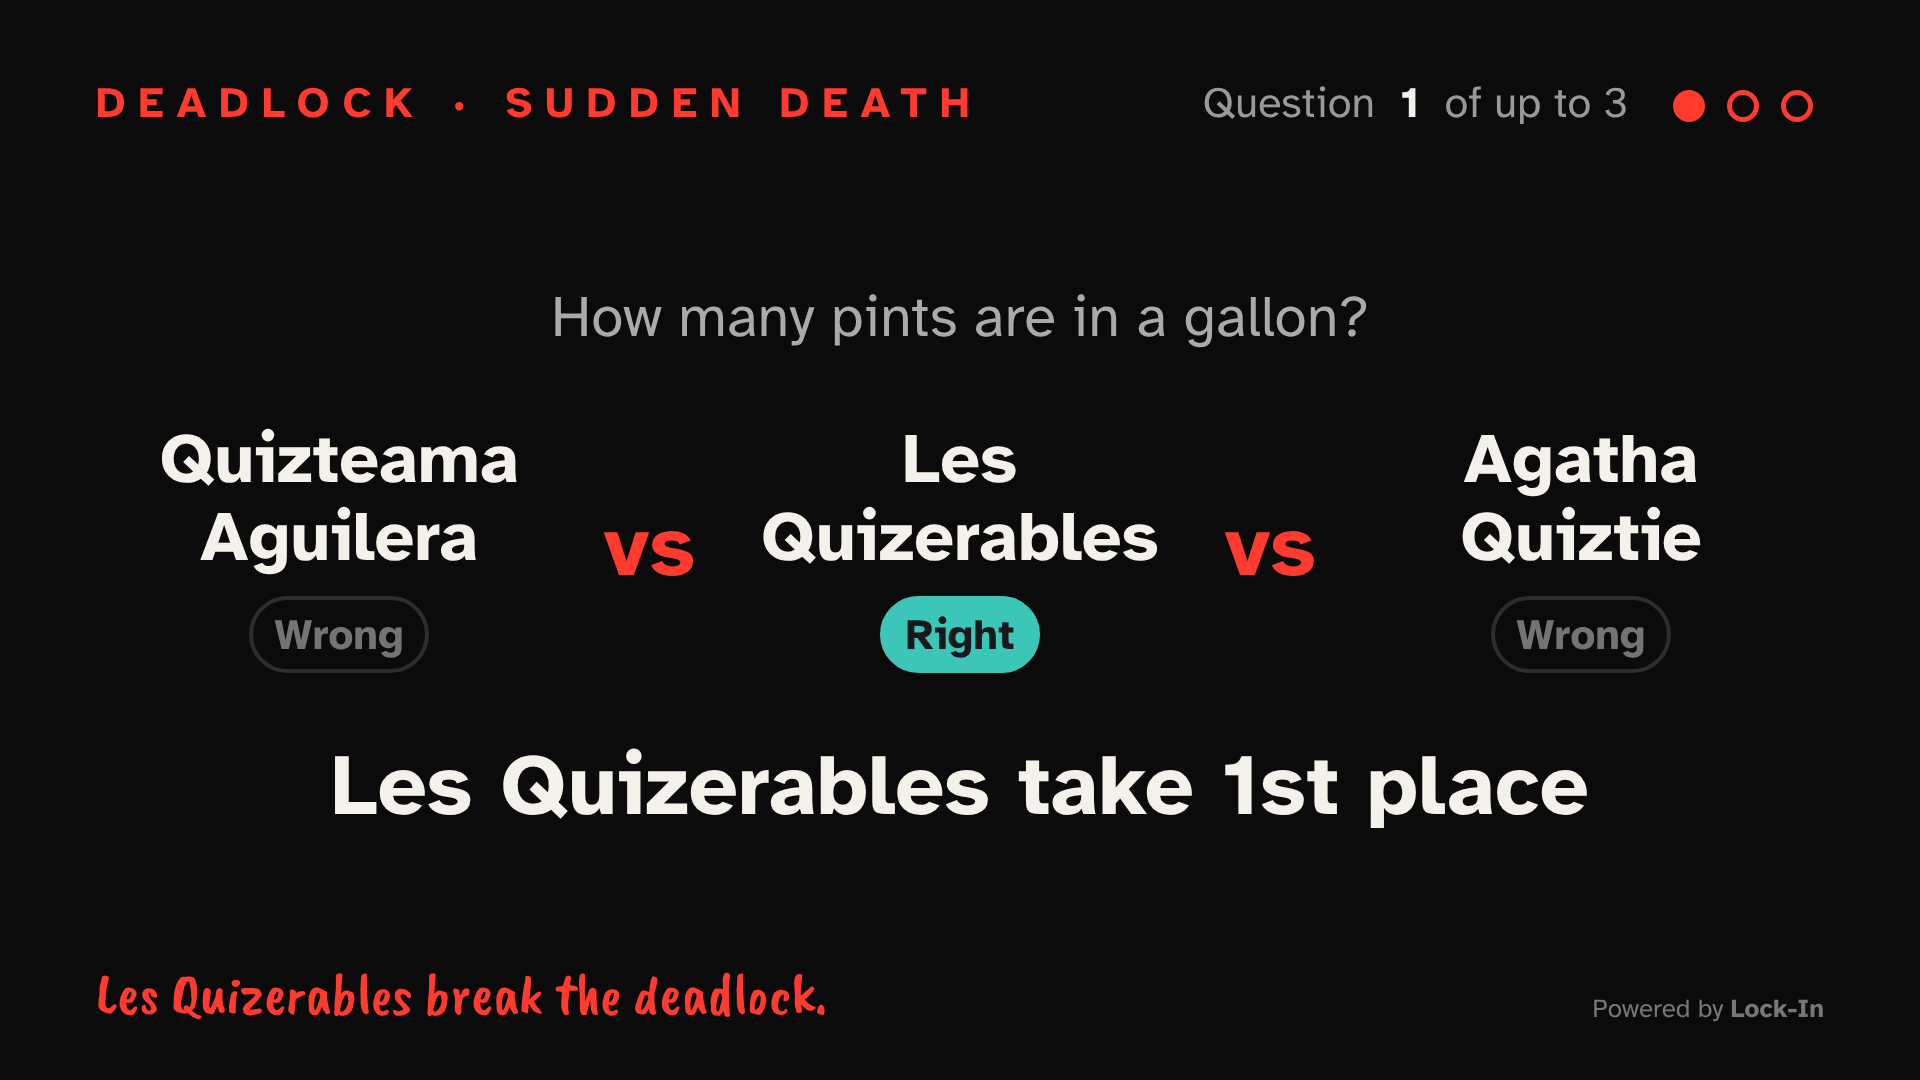 DEADLOCK · SUDDEN DEATH
Question 1 of up to 3
How many pints are in a gallon?
Quizteama
Aguilera
Wrong
vs
Les
Quizerables
Right
vs
Agatha
Quiztie
Wrong
Les Quizerables take 1st place
Les Quizerables break the deadlock.
Powered by Lock-In